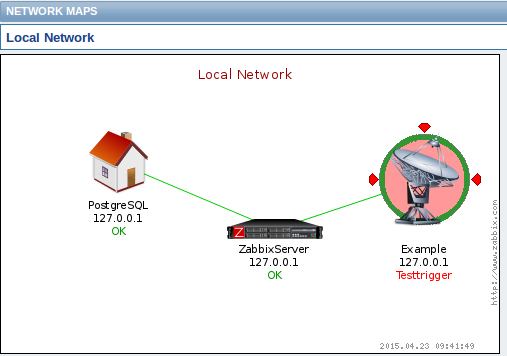 NETWORK MAPS
Local Network
Local Network
PostgreSQL
127.0.0.1
OK
Z
ZabbixServer
127.0.0.1
OK
Example
127.0.0.1
Testtrigger
http://www.zabbix.com
2015.04.23 09:41:49